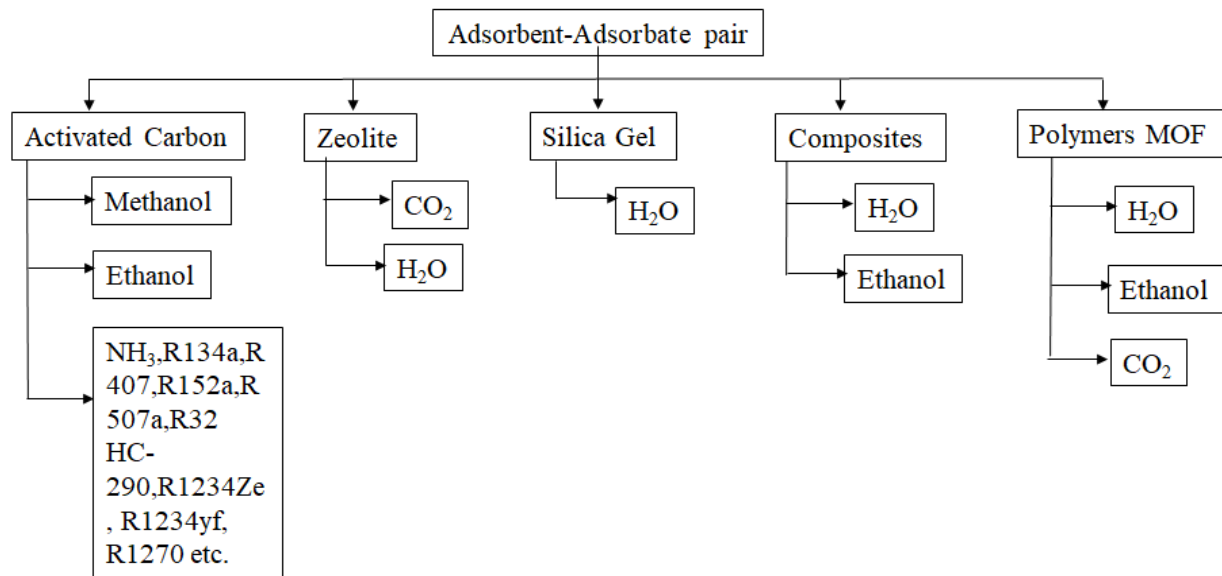 Adsorbent-Adsorbate pair
Activated Carbon
Zeolite
Silica Gel
Composites
Polymers MOF
Methanol
Ethanol
NH₃,R134a,R
407,R152a,R
507a,R32
HC-
290,R1234Ze
, R1234yf,
R1270 etc.
CO₂
H₂O
H₂O
H₂O
Ethanol
H₂O
Ethanol
CO₂